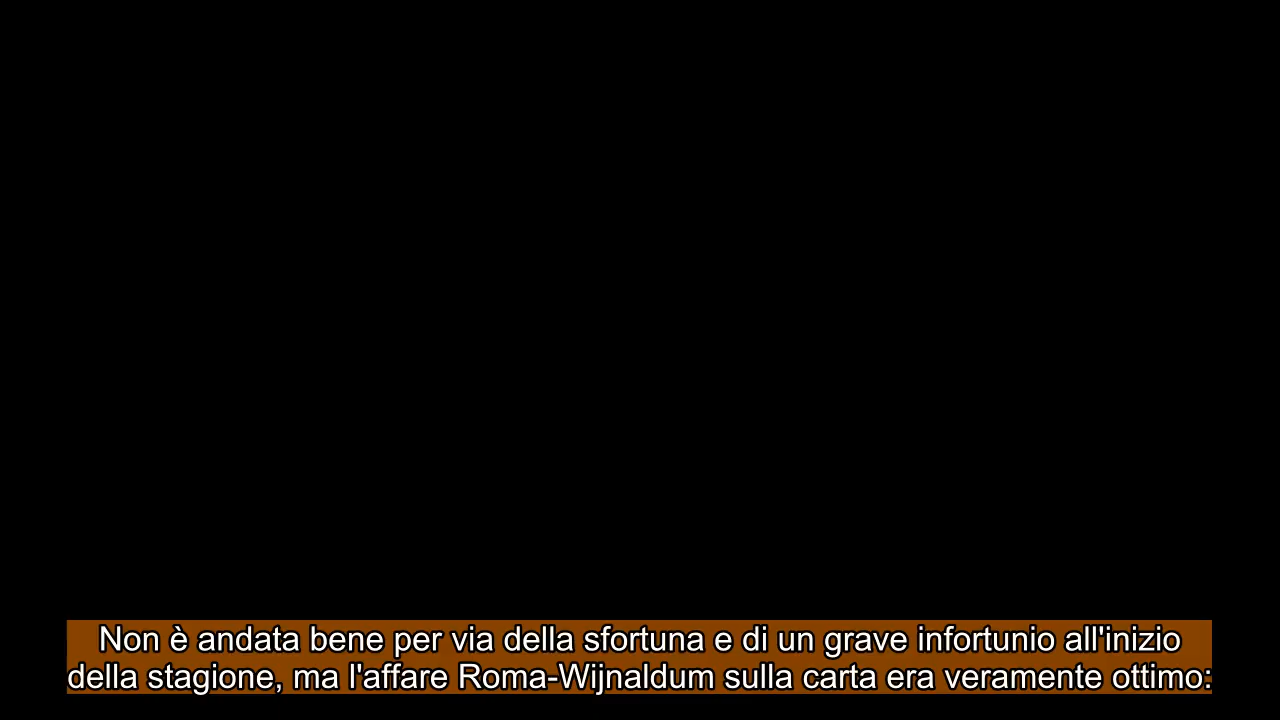 Non è andata bene per via della sfortuna e di un grave infortunio all'inizio
della stagione, ma l'affare Roma-Wijnaldum sulla carta era veramente ottimo: